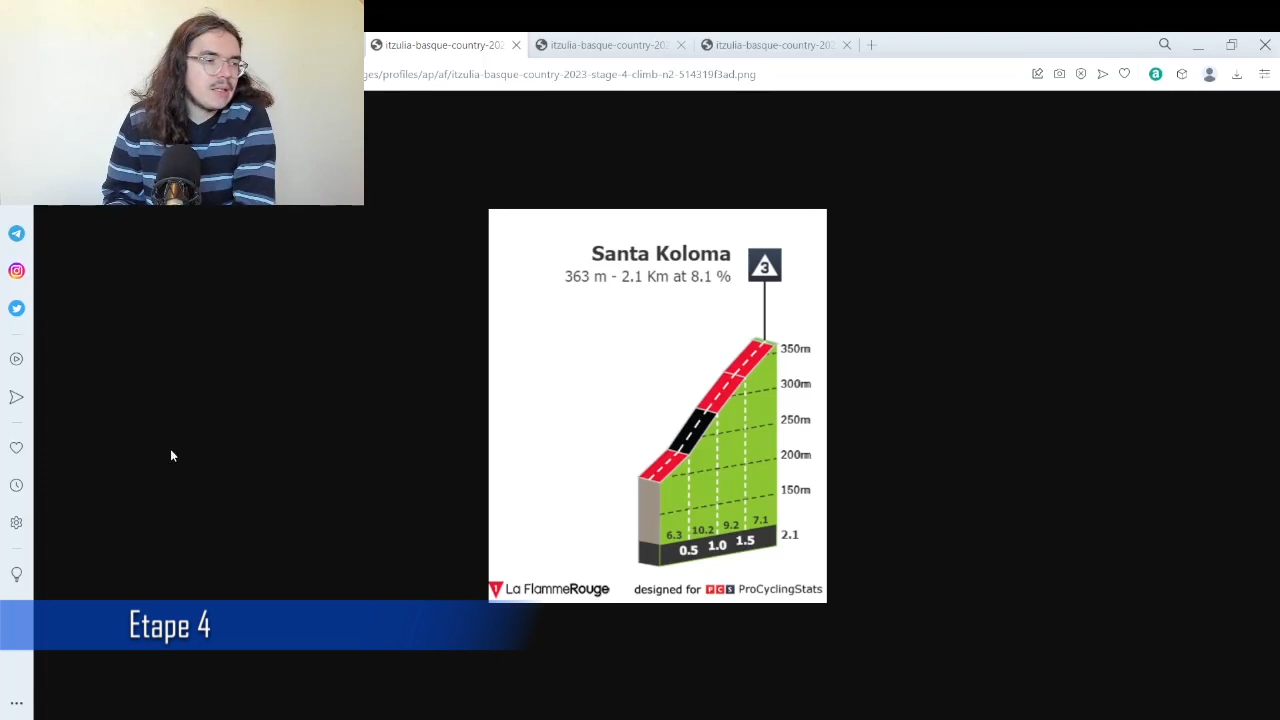 itzulia-basque-country-202
itzulia-basque-country-202
itzulia-basque-country-202
ges/profiles/ap/af/itzulia-basque-country-2023-stage-4-climb-n2-514319f3ad.png
a
Santa Koloma
363 m - 2.1 Km at 8.1 %
3
350m
300m
250m
200m
150m
6.3 10.2 9.2 7.1
0.5 1.0 1.5 2.1
1 La FlammeRouge designed for PCS ProCyclingStats
Etape 4